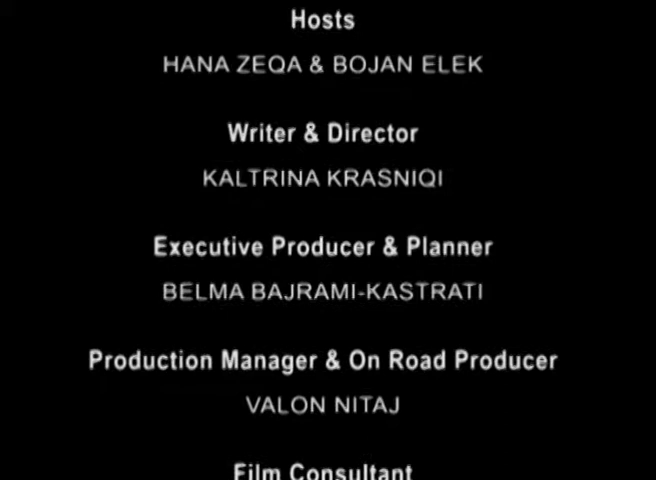 Hosts
HANA ZEQA & BOJAN ELEK
Writer & Director
KALTRINA KRASNIQI
Executive Producer & Planner
BELMA BAJRAMI-KASTRATI
Production Manager & On Road Producer
VALON NITAJ
Film Consultant